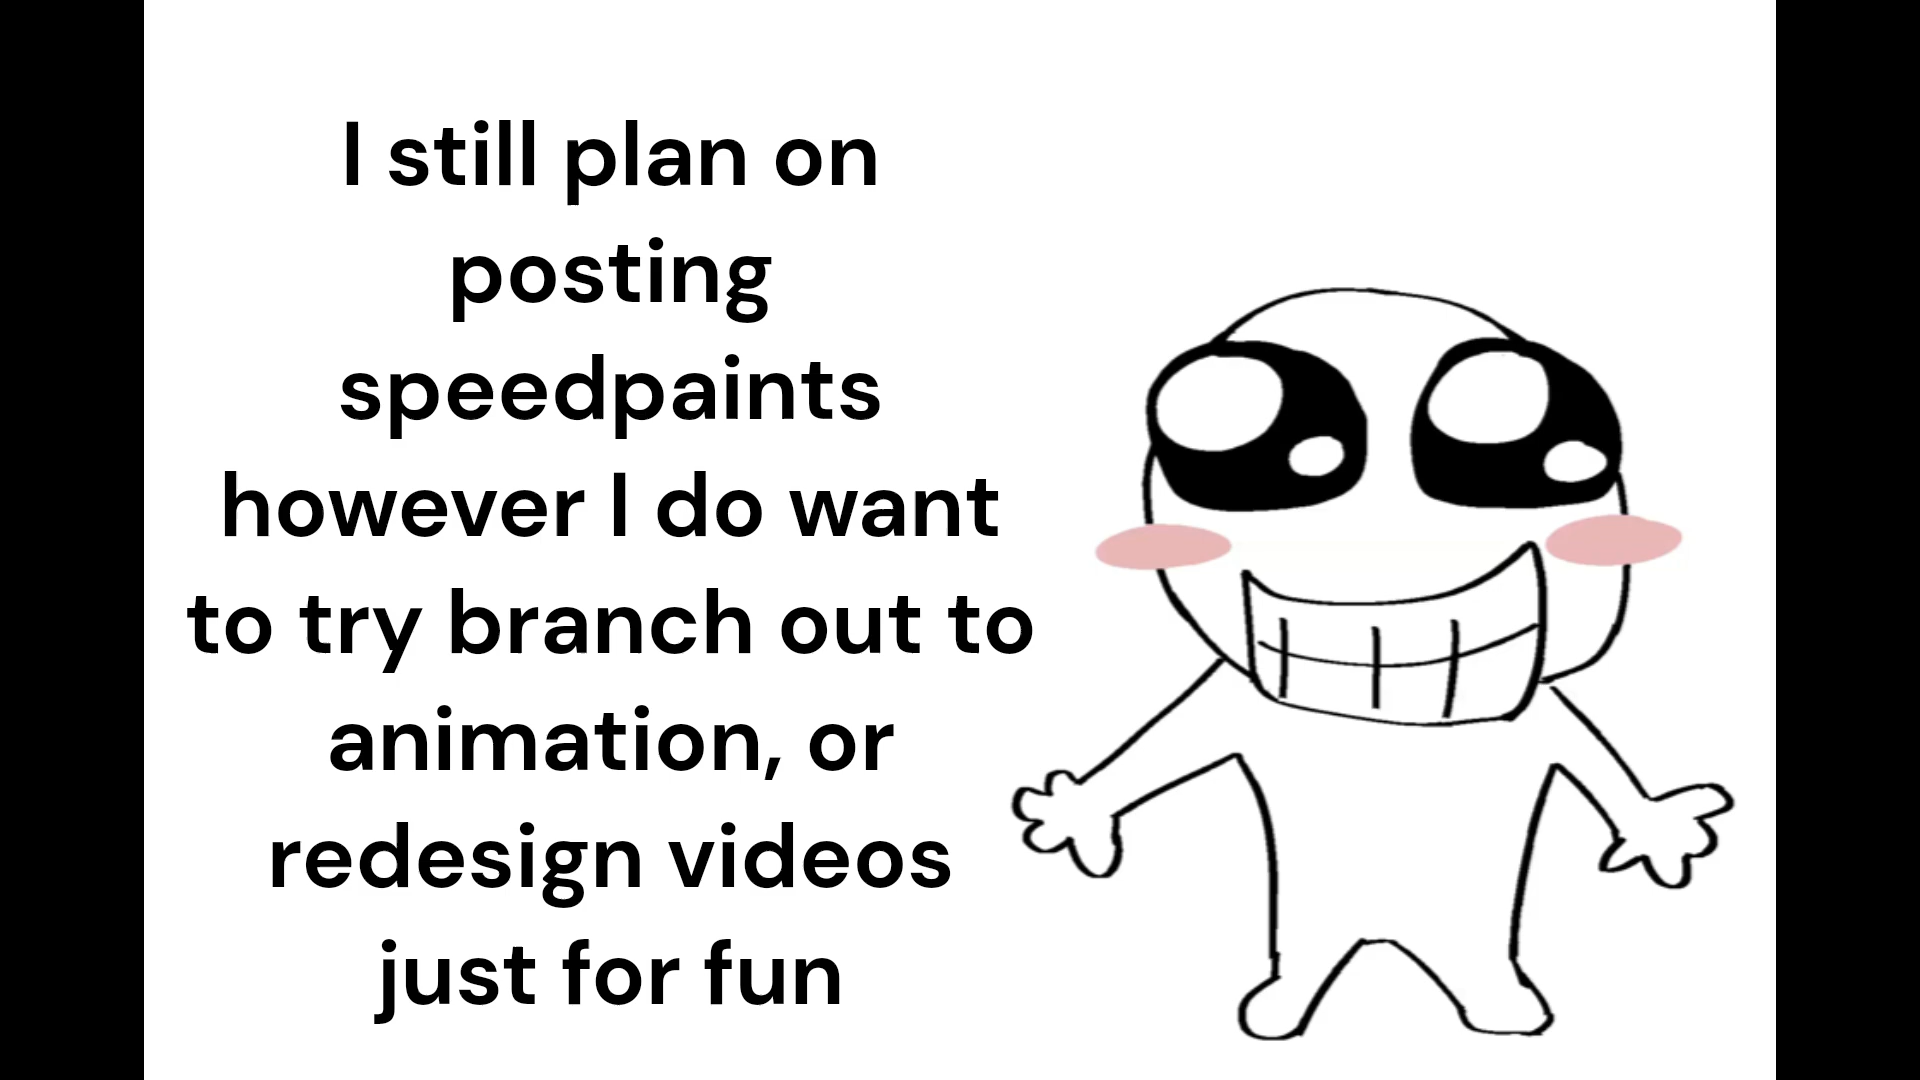 I still plan on
posting
speedpaints
however I do want
to try branch out to
animation, or
redesign videos
just for fun